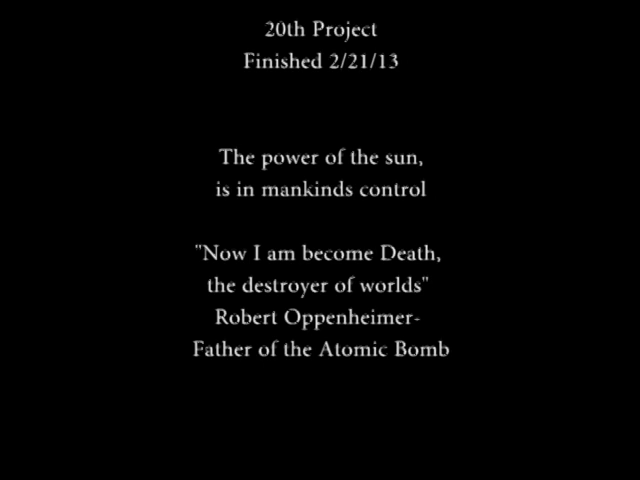 20th Project
Finished 2/21/13
The power of the sun,
is in mankinds control
"Now I am become Death,
the destroyer of worlds"
Robert Oppenheimer-
Father of the Atomic Bomb